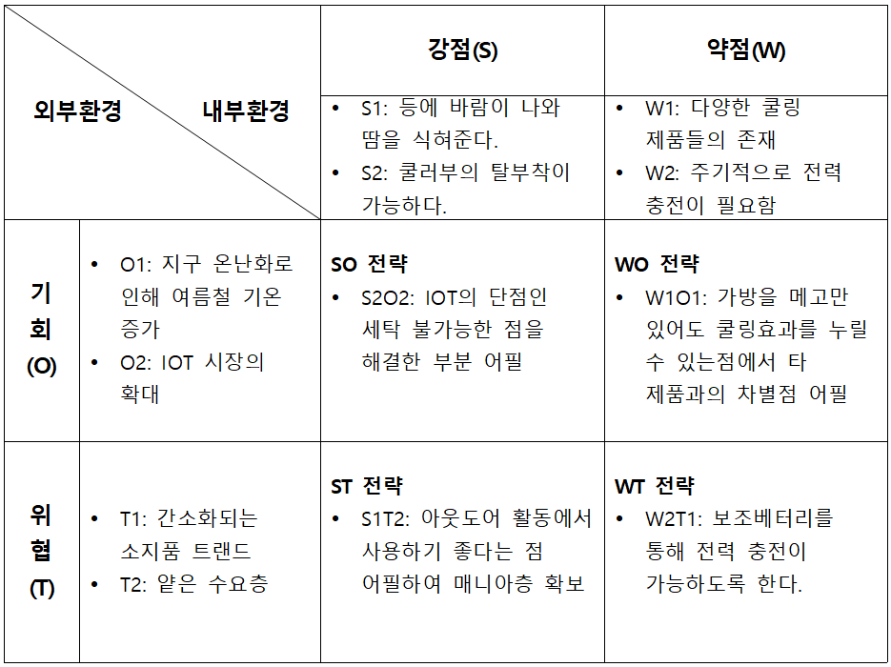 강점(S)
약점(W)
외부환경
내부환경
• S1: 등에 바람이 나와
땀을 식혀준다.
• S2: 쿨러부의 탈부착이
가능하다.
• W1: 다양한 쿨링
제품들의 존재
• W2: 주기적으로 전력
충전이 필요함
기
회
(O)
• O1: 지구 온난화로
인해 여름철 기온
증가
• O2: IOT 시장의
확대
SO 전략
• S2O2: IOT의 단점인
세탁 불가능한 점을
해결한 부분 어필
WO 전략
• W1O1: 가방을 메고만
있어도 쿨링효과를 누릴
수 있는점에서 타
제품과의 차별점 어필
위
협
(T)
• T1: 간소화되는
소지품 트랜드
• T2: 얕은 수요층
ST 전략
• S1T2: 아웃도어 활동에서
사용하기 좋다는 점
어필하여 매니아층 확보
WT 전략
• W2T1: 보조베터리를
통해 전력 충전이
가능하도록 한다.